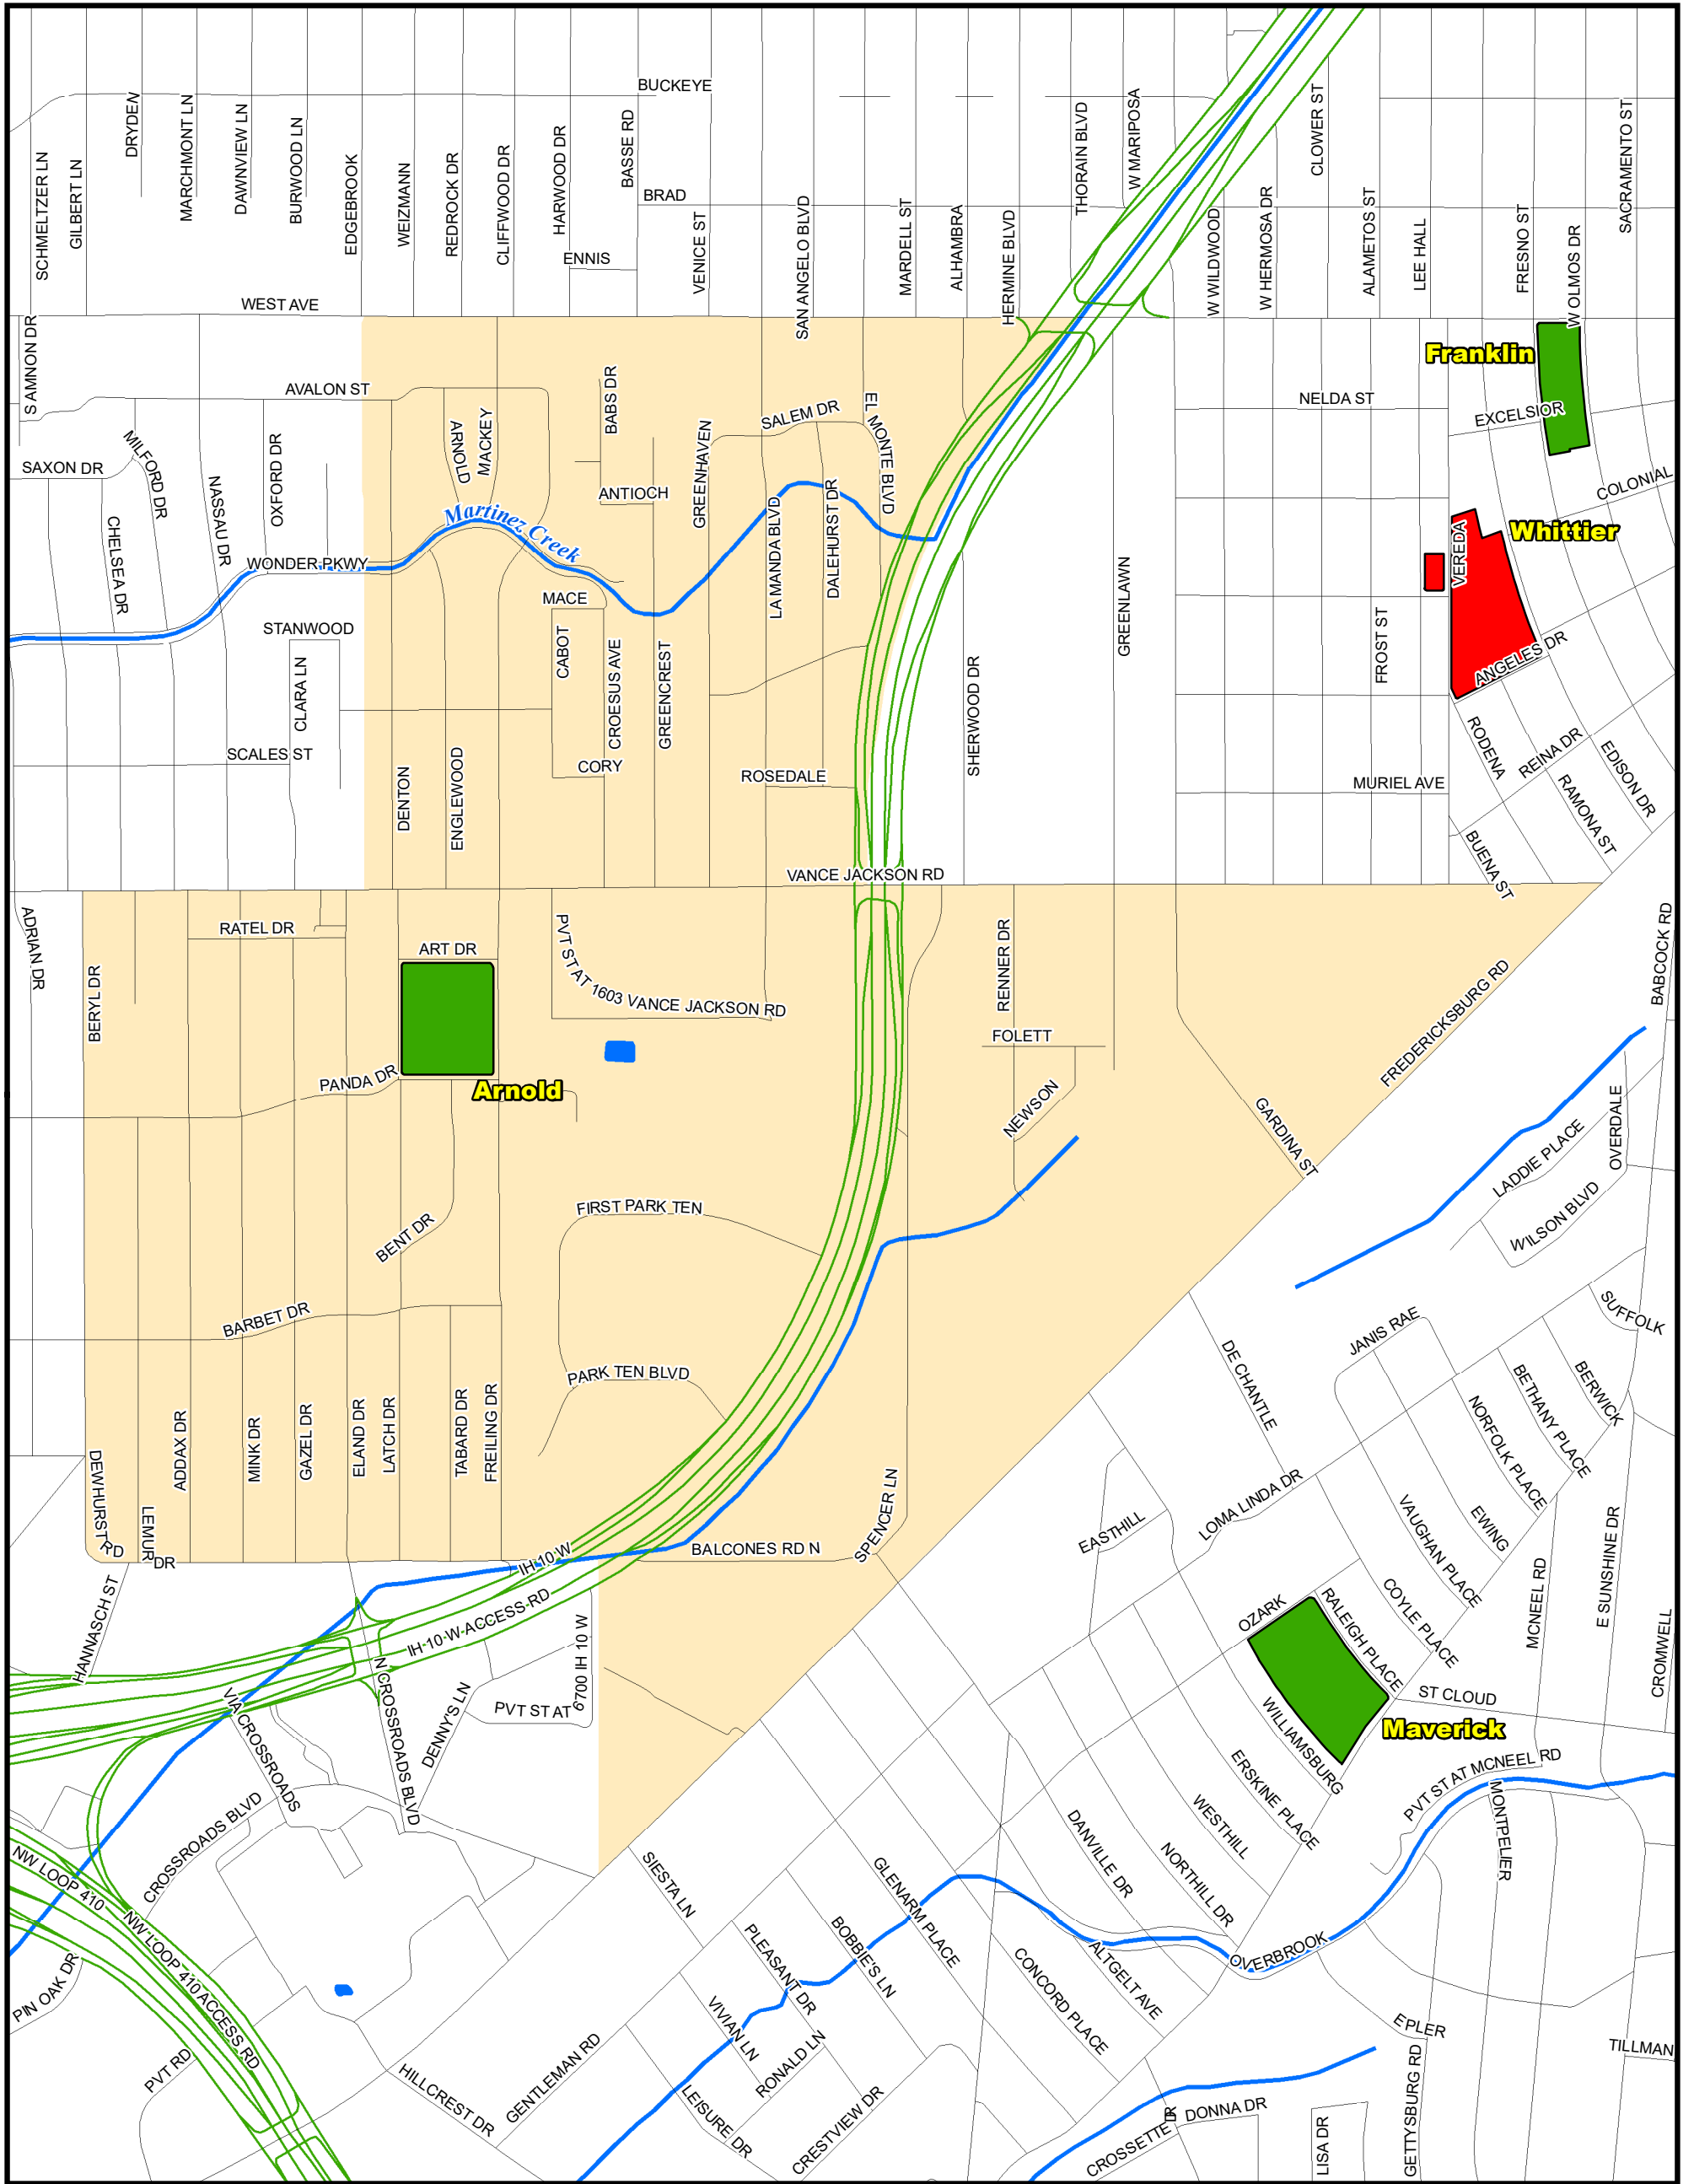 BUCKEYE
SCHMELTZER LN
GILBERT LN
DRYDEN
MARCHMONT LN
DAWNVIEW LN
BURWOOD LN
EDGEBROOK
WEIZMANN
REDROCK DR
CLIFFWOOD DR
HARWOOD DR
BASSE RD
BRAD
ENNIS
VENICE ST
SAN ANGELO BLVD
MARDELL ST
ALHAMBRA
HERMINE BLVD
THORAIN BLVD
W MARIPOSA
W WILDWOOD
W HERMOSA DR
CLOWER ST
ALAMETOS ST
LEE HALL
FRESNO ST
W OLMOS DR
SACRAMENTO ST
WEST AVE
S AMNON DR
AVALON ST
Franklin
NELDA ST
EXCELSIOR
SAXON DR
MILFORD DR
CHELSEA DR
NASSAU DR
OXFORD DR
ARNOLD
MACKEY
BABS DR
ANTIOCH
GREENHAVEN
SALEM DR
EL MONTE BLVD
LA MANDA BLVD
DALEHURST DR
COLONIAL
Whittier
VEREDA
Martinez Creek
WONDER PKWY
MACE
STANWOOD
CLARA LN
CABOT
CROESUS AVE
GREENCREST
SHERWOOD DR
GREENLAWN
FROST ST
ANGELES DR
SCALES ST
DENTON
ENGLEWOOD
CORY
ROSEDALE
MURIEL AVE
RODENA
REINA DR
EDISON DR
RAMONA ST
BUENA ST
VANCE JACKSON RD
ADRIAN DR
BERYL DR
RATEL DR
ART DR
PVT ST AT 1603 VANCE JACKSON RD
RENNER DR
FOLETT
NEWSON
FREDERICKSBURG RD
BABCOCK RD
PANDA DR
Arnold
GARDINA ST
LADDIE PLACE
OVERDALE
WILSON BLVD
BENT DR
FIRST PARK TEN
BARBET DR
PARK TEN BLVD
DE CHANTLE
JANIS RAE
SUFFOLK
BERWICK
BETHANY PLACE
NORFOLK PLACE
DEWHURST RD
LEMUR DR
ADDAX DR
MINK DR
GAZEL DR
ELAND DR
LATCH DR
TABARD DR
FREILING DR
SPENCER LN
BALCONES RD N
EASTHILL
LOMA LINDA DR
VAUGHAN PLACE
EWING
E SUNSHINE DR
MCNEEL RD
HANNASCH ST
IH 10 W
IH 10 W ACCESS RD
6700 IH 10 W
PVT ST AT
OZARK
RALEIGH PLACE
COYLE PLACE
CROMWELL
ST CLOUD
Maverick
WILLIAMSBURG
VIA CROSSROADS
N CROSSROADS BLVD
DENNY'S LN
CROSSROADS BLVD
ERSKINE PLACE
WESTHILL
PVT ST AT MCNEEL RD
MONTPELIER
NW LOOP 410
NW LOOP 410 ACCESS RD
SIESTA LN
PLEASANT DR
BOBBIE'S LN
GLENARM PLACE
DANVILLE DR
NORTHILL DR
OVERBROOK
ALTGELT AVE
CONCORD PLACE
PIN OAK DR
PVT RD
HILLCREST DR
GENTLEMAN RD
VIVIAN LN
RONALD LN
LEISURE DR
CRESTVIEW DR
EPLER
TILLMAN
CROSSETTE DR
DONNA DR
LISA DR
GETTYSBURG RD